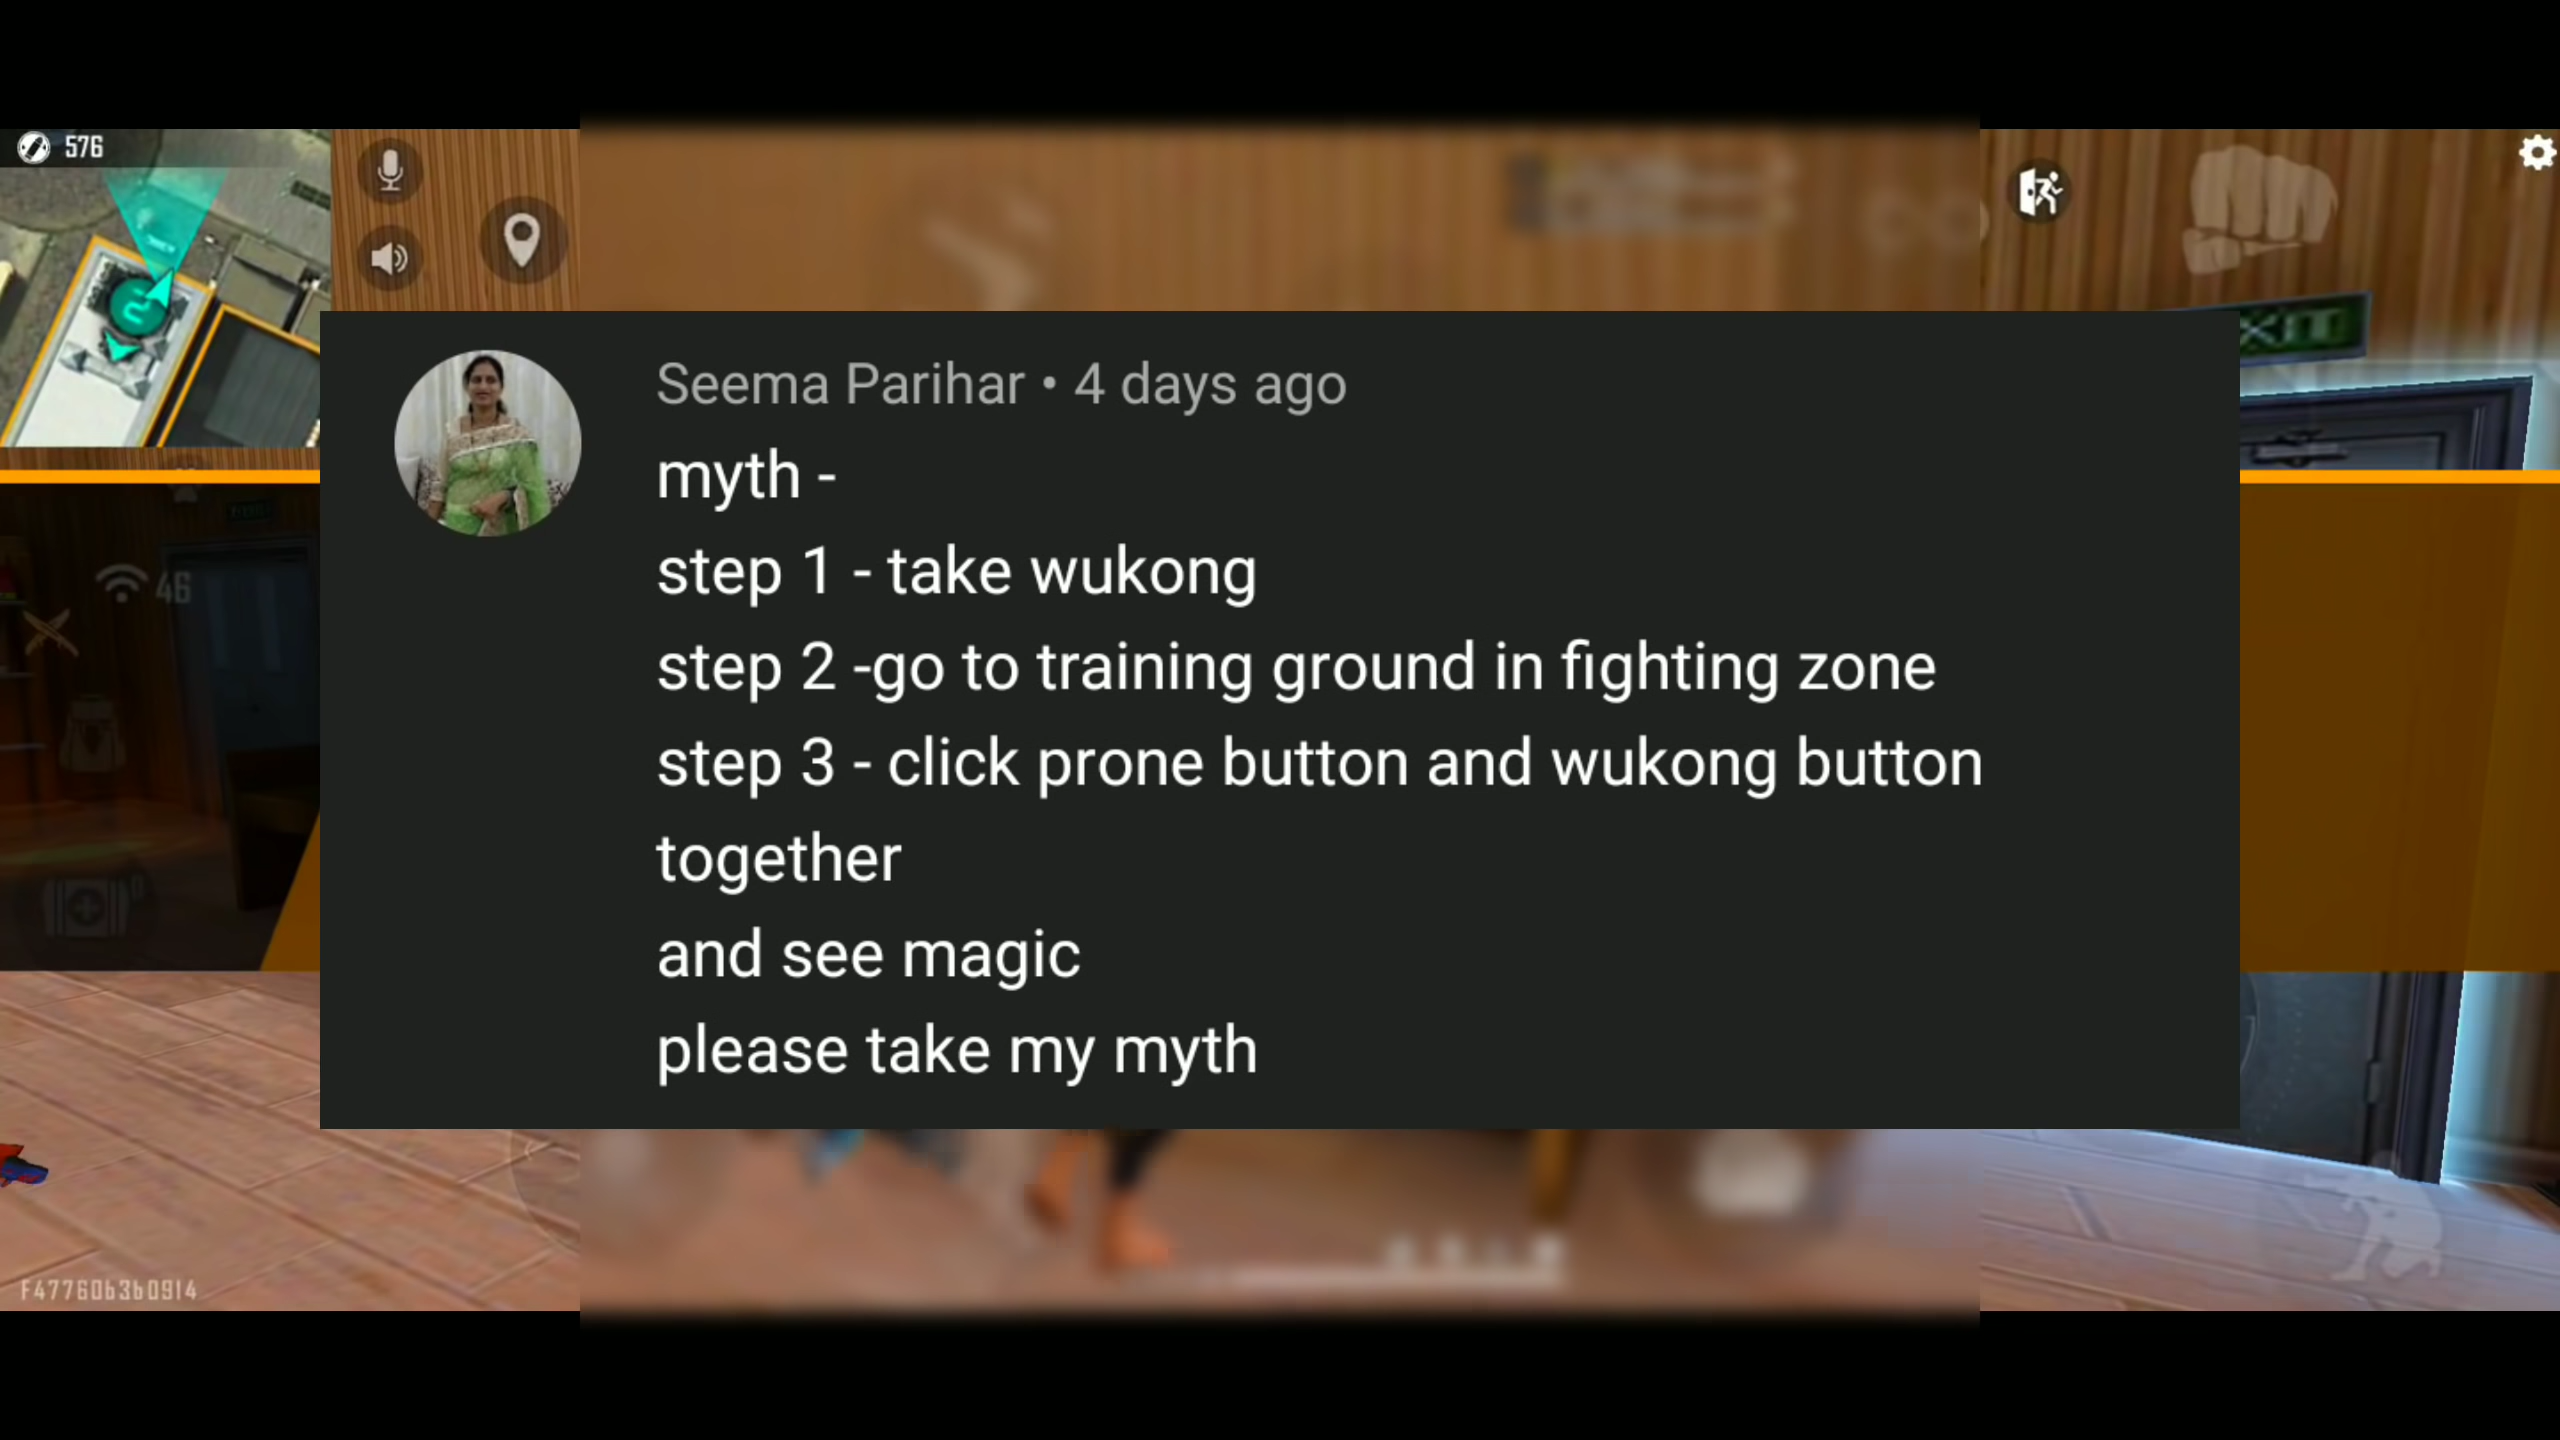 576
Seema Parihar • 4 days ago
myth -
step 1 - take wukong
step 2 -go to training ground in fighting zone
step 3 - click prone button and wukong button
together
and see magic
please take my myth
46
F47760b3b0914